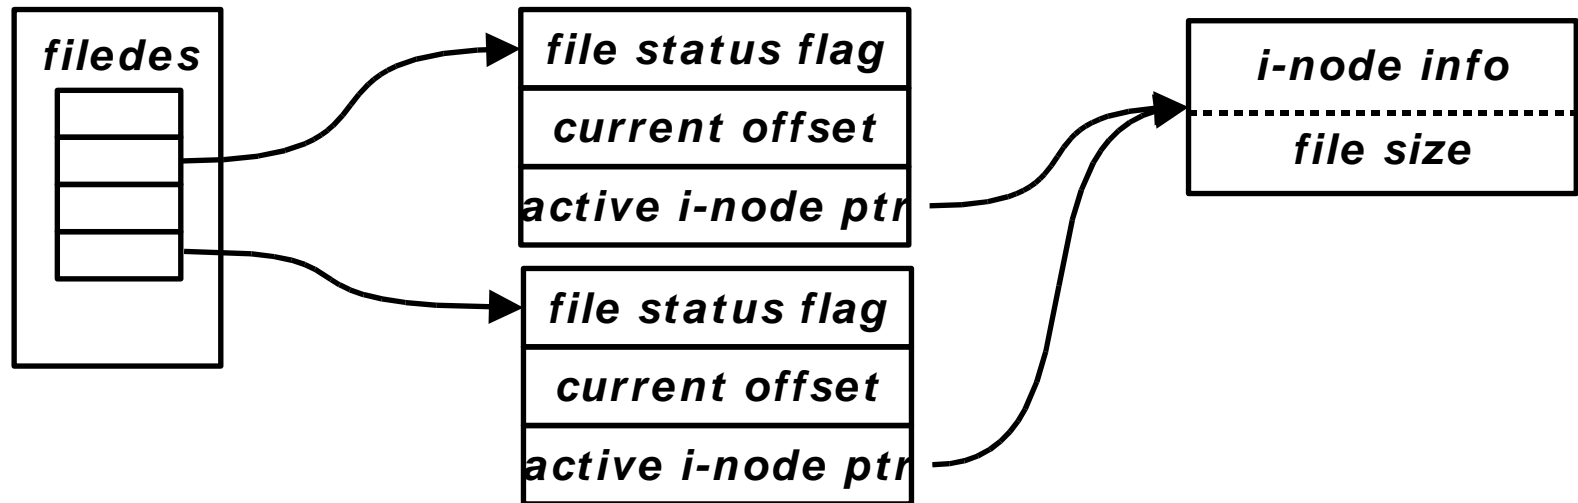 filedes
file status flag
current offset
active i-node ptr
file status flag
current offset
active i-node ptr
i-node info
file size